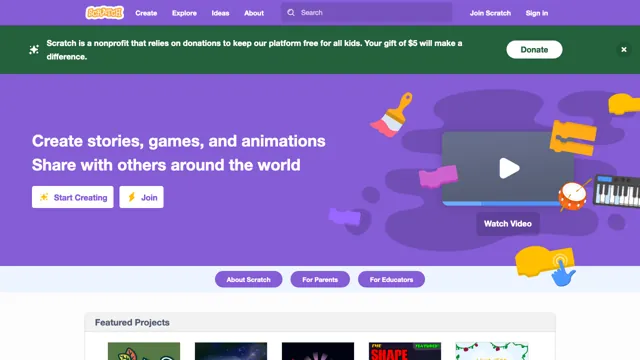 SCRATCH
Create
Explore
Ideas
About
Search
Join Scratch
Sign in
Scratch is a nonprofit that relies on donations to keep our platform free for all kids. Your gift of $5 will make a
difference.
Donate
Create stories, games, and animations
Share with others around the world
Start Creating
Join
Watch Video
About Scratch
For Parents
For Educators
Featured Projects
THE
FEATURED!
SHAPE